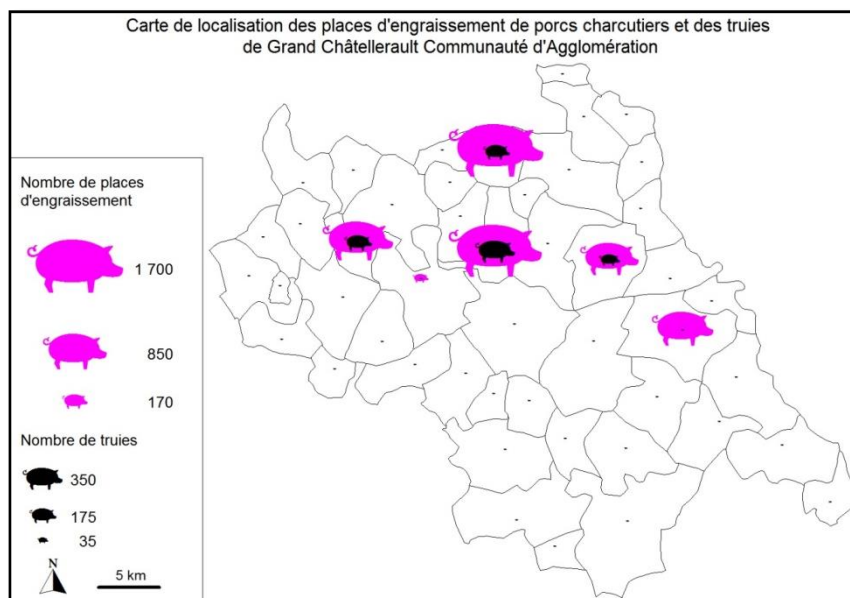 Carte de localisation des places d'engraissement de porcs charcutiers et des truies
de Grand Châtellerault Communauté d'Agglomération
Nombre de places
d'engraissement
1 700
850
170
Nombre de truies
350
175
35
N
5 km